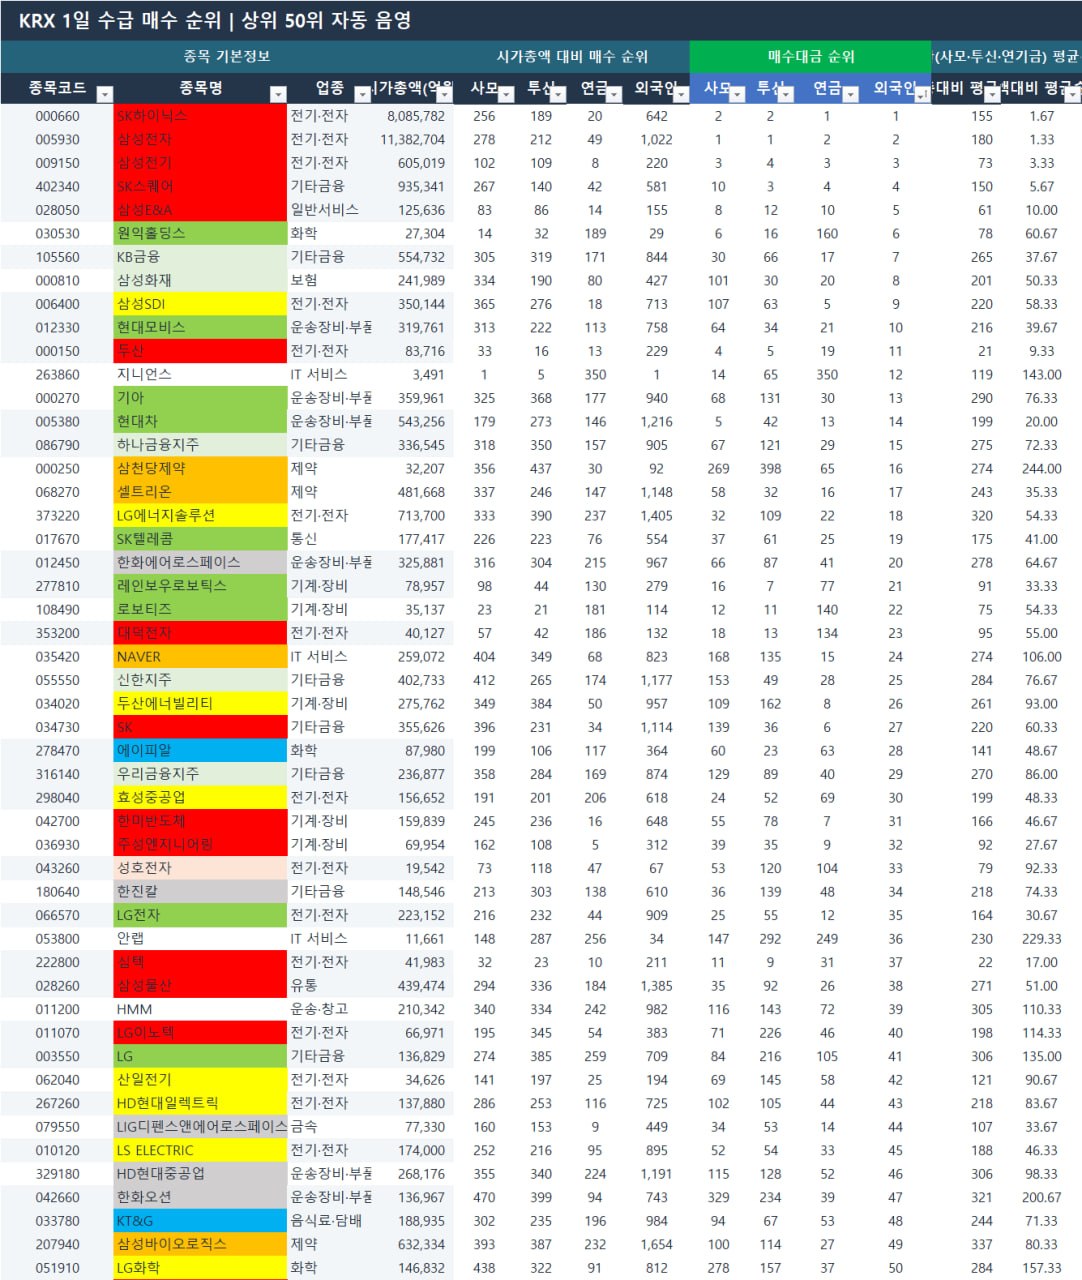 KRX 1일 수급 매수 순위 | 상위 50위 자동 음영
종목 기본정보 시가총액 대비 매수 순위 매수대금 순위 (사모·투신·연기금) 평균
종목코드 종목명 업종 가총액(억원 사모 투신 연금 외국인 사모 투신 연금 외국인 대비 평균 대비 평균
000660 SK하이닉스 전기·전자 8,085,782 256 189 20 642 2 2 1 1 155 1.67
005930 삼성전자 전기·전자 11,382,704 278 212 49 1,022 1 1 2 2 180 1.33
009150 삼성전기 전기·전자 605,019 102 109 8 220 3 4 3 3 73 3.33
402340 SK스퀘어 기타금융 935,341 267 140 42 581 10 3 4 4 150 5.67
028050 삼성E&A 일반서비스 125,636 83 86 14 155 8 12 10 5 61 10.00
030530 원익홀딩스 화학 27,304 14 32 189 29 6 16 160 6 78 60.67
105560 KB금융 기타금융 554,732 305 319 171 844 30 66 17 7 265 37.67
000810 삼성화재 보험 241,989 334 190 80 427 101 30 20 8 201 50.33
006400 삼성SDI 전기·전자 350,144 365 276 18 713 107 63 5 9 220 58.33
012330 현대모비스 운송장비·부품 319,761 313 222 113 758 64 34 21 10 216 39.67
000150 두산 전기·전자 83,716 33 16 13 229 4 5 19 11 21 9.33
263860 지니언스 IT 서비스 3,491 1 5 350 1 14 65 350 12 119 143.00
000270 기아 운송장비·부품 359,961 325 368 177 940 68 131 30 13 290 76.33
005380 현대차 운송장비·부품 543,256 179 273 146 1,216 5 42 13 14 199 20.00
086790 하나금융지주 기타금융 336,545 318 350 157 905 67 121 29 15 275 72.33
000250 삼천당제약 제약 32,207 356 437 30 92 269 398 65 16 274 244.00
068270 셀트리온 제약 481,668 337 246 147 1,148 58 32 16 17 243 35.33
373220 LG에너지솔루션 전기·전자 713,700 333 390 237 1,405 32 109 22 18 320 54.33
017670 SK텔레콤 통신 177,417 226 223 76 554 37 61 25 19 175 41.00
012450 한화에어로스페이스 운송장비·부품 325,881 316 304 215 967 66 87 41 20 278 64.67
277810 레인보우로보틱스 기계·장비 78,957 98 44 130 279 16 7 77 21 91 33.33
108490 로보티즈 기계·장비 35,137 23 21 181 114 12 11 140 22 75 54.33
353200 대덕전자 전기·전자 40,127 57 42 186 132 18 13 134 23 95 55.00
035420 NAVER IT 서비스 259,072 404 349 68 823 168 135 15 24 274 106.00
055550 신한지주 기타금융 402,733 412 265 174 1,177 153 49 28 25 284 76.67
034020 두산에너빌리티 기계·장비 275,762 349 384 50 957 109 162 8 26 261 93.00
034730 SK 기타금융 355,626 396 231 34 1,114 139 36 6 27 220 60.33
278470 에이피알 화학 87,980 199 106 117 364 60 23 63 28 141 48.67
316140 우리금융지주 기타금융 236,877 358 284 169 874 129 89 40 29 270 86.00
298040 효성중공업 전기·전자 156,652 191 201 206 618 24 52 69 30 199 48.33
042700 한미반도체 기계·장비 159,839 245 236 16 648 55 78 7 31 166 46.67
036930 주성엔지니어링 기계·장비 69,954 162 108 5 312 39 35 9 32 92 27.67
043260 성호전자 전기·전자 19,542 73 118 47 67 53 120 104 33 79 92.33
180640 한진칼 기타금융 148,546 213 303 138 610 36 139 48 34 218 74.33
066570 LG전자 전기·전자 223,152 216 232 44 909 25 55 12 35 164 30.67
053800 안랩 IT 서비스 11,661 148 287 256 34 147 292 249 36 230 229.33
222800 심텍 전기·전자 41,983 32 23 10 211 11 9 31 37 22 17.00
028260 삼성물산 유통 439,474 294 336 184 1,385 35 92 26 38 271 51.00
011200 HMM 운송·창고 210,342 340 334 242 982 116 143 72 39 305 110.33
011070 LG이노텍 전기·전자 66,971 195 345 54 383 71 226 46 40 198 114.33
003550 LG 기타금융 136,829 274 385 259 709 84 216 105 41 306 135.00
062040 산일전기 전기·전자 34,626 141 197 25 194 69 145 58 42 121 90.67
267260 HD현대일렉트릭 전기·전자 137,880 286 253 116 725 102 105 44 43 218 83.67
079550 LIG디펜스앤에어로스페이스 금속 77,330 160 153 9 449 34 53 14 44 107 33.67
010120 LS ELECTRIC 전기·전자 174,000 252 216 95 895 52 54 33 45 188 46.33
329180 HD현대중공업 운송장비·부품 268,176 355 340 224 1,191 115 128 52 46 306 98.33
042660 한화오션 운송장비·부품 136,967 470 399 94 743 329 234 39 47 321 200.67
033780 KT&G 음식료·담배 188,935 302 235 196 984 94 67 53 48 244 71.33
207940 삼성바이오로직스 제약 632,334 393 387 232 1,654 100 114 27 49 337 80.33
051910 LG화학 화학 146,832 438 322 91 812 278 157 37 50 284 157.33